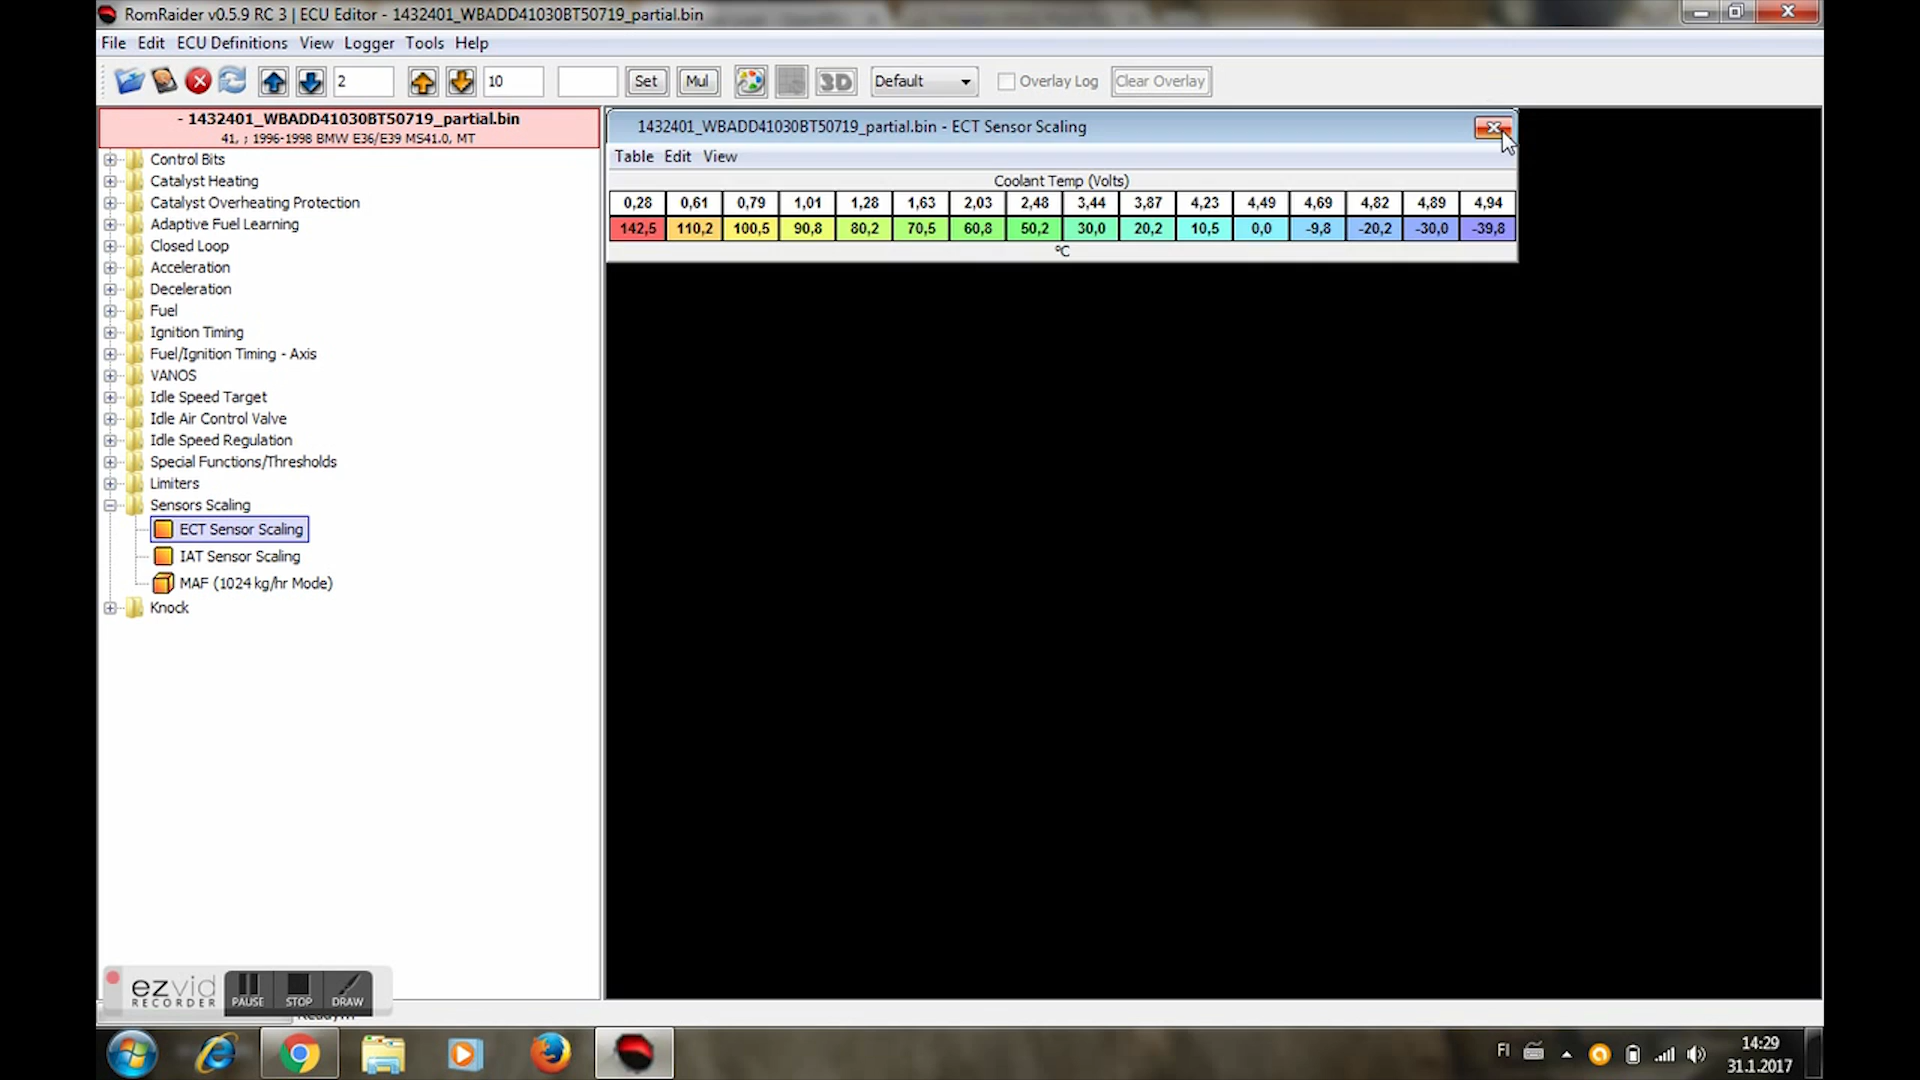 RomRaider v0.5.9 RC 3 | ECU Editor - 1432401_WBADD41030BT50719_partial.bin
File Edit ECU Definitions View Logger Tools Help
2 10 Set Mul 3D Default Overlay Log Clear Overlay
- 1432401_WBADD41030BT50719_partial.bin
41, ; 1996-1998 BMW E36/E39 MS41.0, MT
Control Bits
Catalyst Heating
Catalyst Overheating Protection
Adaptive Fuel Learning
Closed Loop
Acceleration
Deceleration
Fuel
Ignition Timing
Fuel/Ignition Timing - Axis
VANOS
Idle Speed Target
Idle Air Control Valve
Idle Speed Regulation
Special Functions/Thresholds
Limiters
Sensors Scaling
ECT Sensor Scaling
IAT Sensor Scaling
MAF (1024 kg/hr Mode)
Knock
1432401_WBADD41030BT50719_partial.bin - ECT Sensor Scaling
Table Edit View
Coolant Temp (Volts)
0,28 0,61 0,79 1,01 1,28 1,63 2,03 2,48 3,44 3,87 4,23 4,49 4,69 4,82 4,89 4,94
142,5 110,2 100,5 90,8 80,2 70,5 60,8 50,2 30,0 20,2 10,5 0,0 -9,8 -20,2 -30,0 -39,8
°C
ezvid
RECORDER
PAUSE STOP DRAW
FI
14:29
31.1.2017